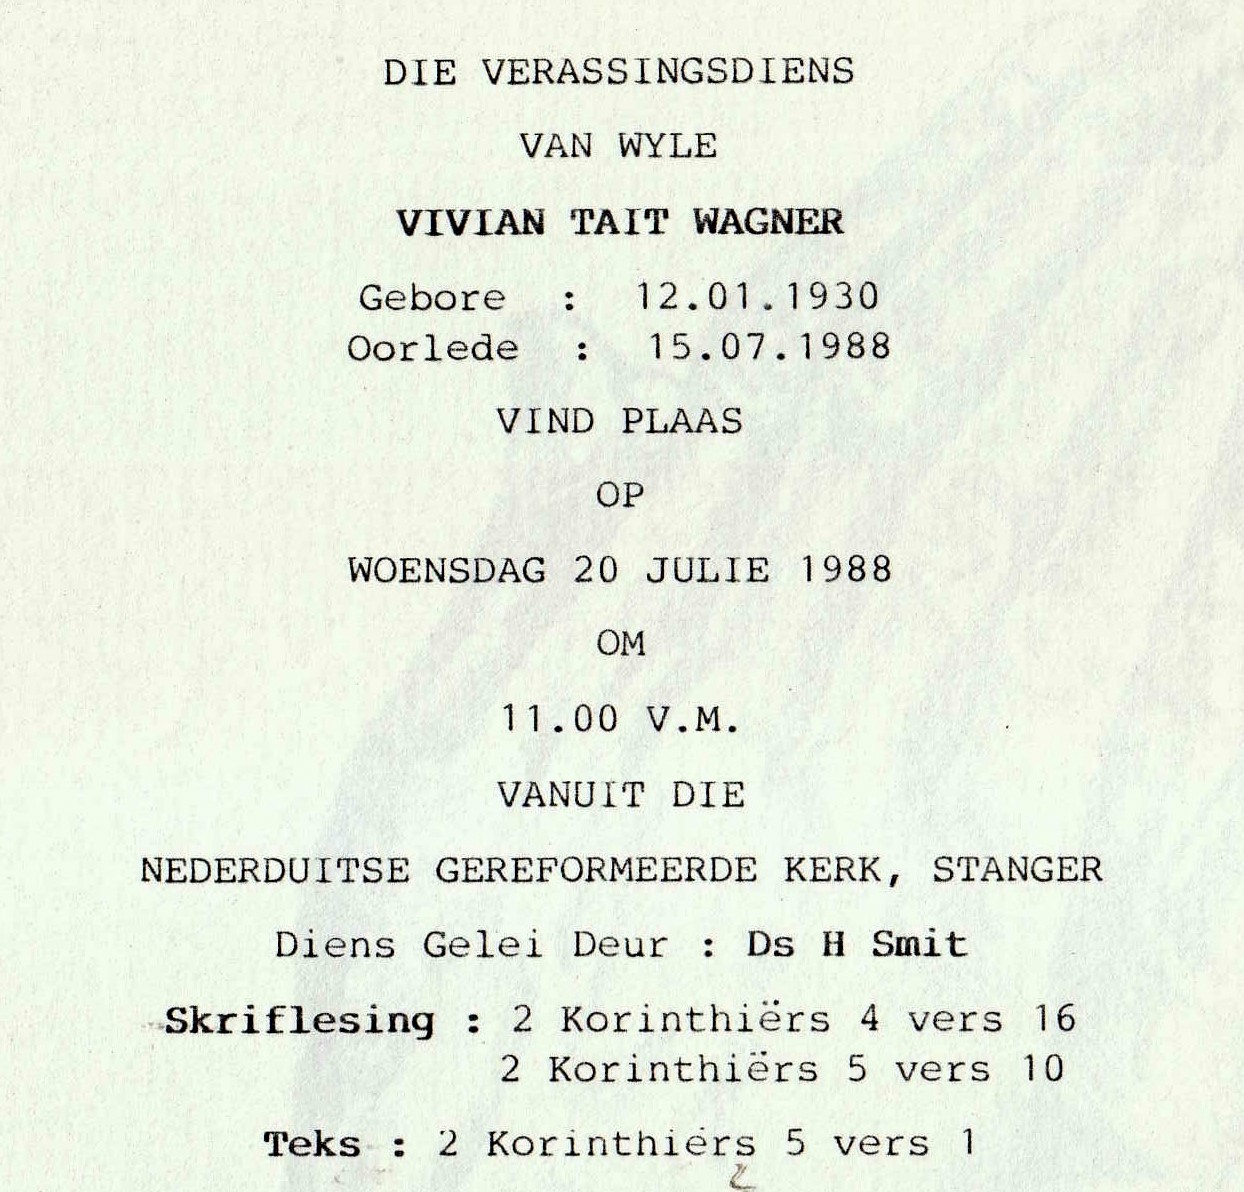 DIE VERASSINGSDIENS
VAN WYLE
VIVIAN TAIT WAGNER
Gebore : 12.01.1930
Oorlede : 15.07.1988
VIND PLAAS
OP
WOENSDAG 20 JULIE 1988
OM
11.00 V.M.
VANUIT DIE
NEDERDUITSE GEREFORMEERDE KERK, STANGER
Diens Gelei Deur : Ds H Smit
Skriflesing : 2 Korinthiërs 4 vers 16
2 Korinthiërs 5 vers 10
Teks : 2 Korinthiérs 5 vers 1